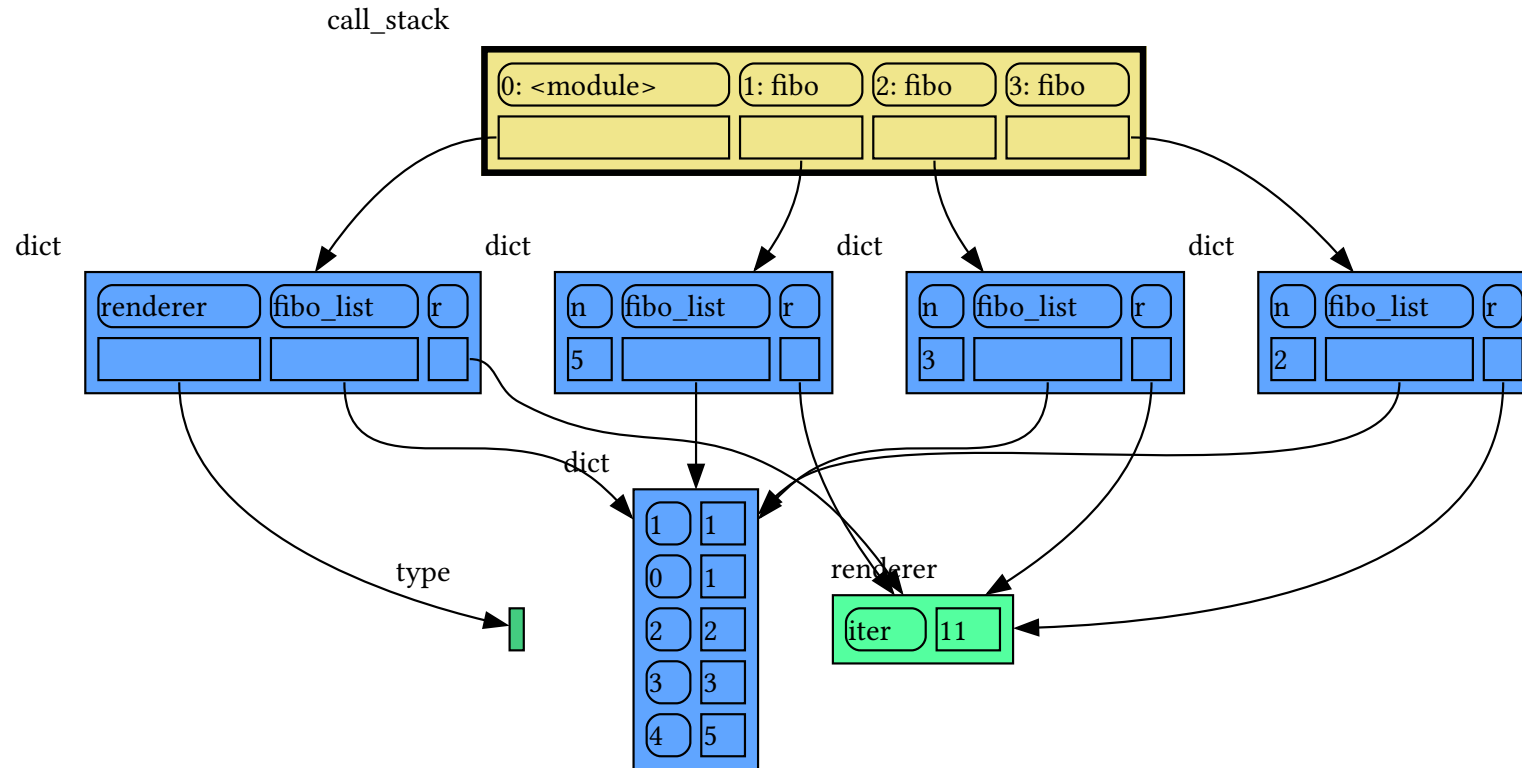 call_stack
0: <module> 1: fibo 2: fibo 3: fibo
dict dict dict dict
renderer fibo_list r n fibo_list r n fibo_list r n fibo_list r
5 3 2
dict
1 1
type renderer
0 1
2 2 iter 11
3 3
4 5